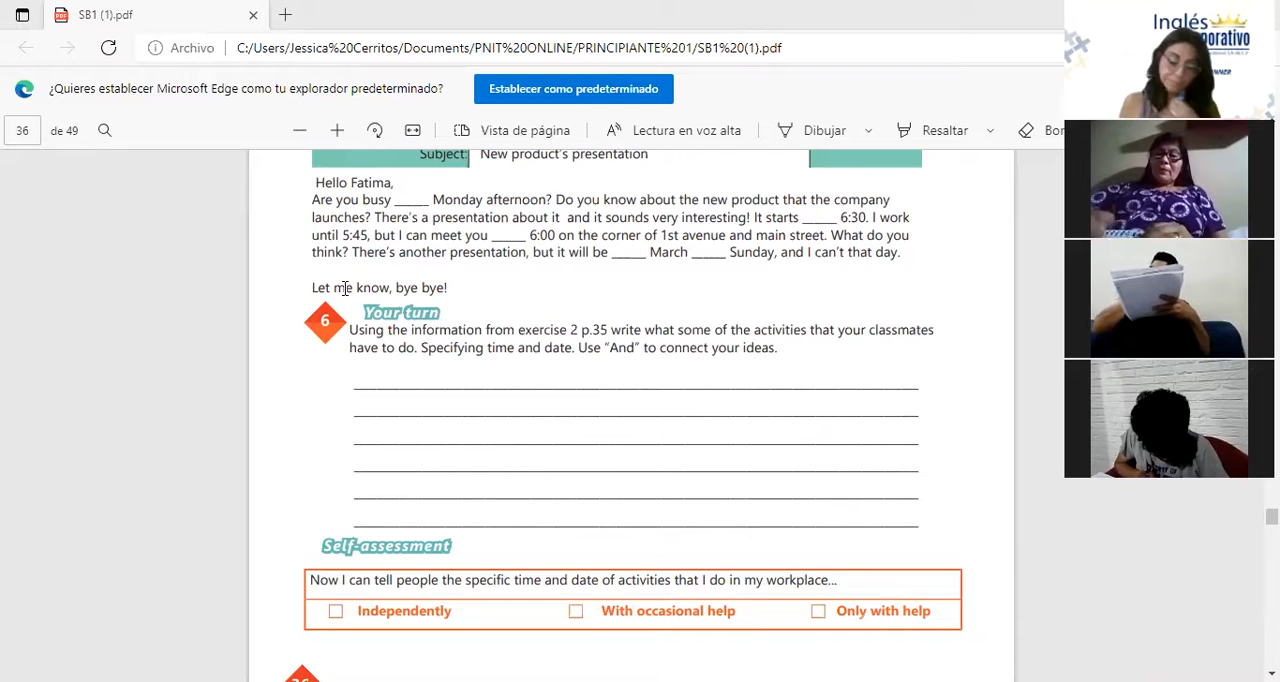 SB1 (1).pdf
Archivo C:/Users/Jessica%20Cerritos/Documents/PNIT%20ONLINE/PRINCIPIANTE%201/SB1%20(1).pdf
Inglés
porativo
¿Quieres establecer Microsoft Edge como tu explorador predeterminado? Establecer como predeterminado
36 de 49 Vista de página Lectura en voz alta Dibujar Resaltar Bor
Subject: New product's presentation
Hello Fatima,
Are you busy _____ Monday afternoon? Do you know about the new product that the company
launches? There's a presentation about it and it sounds very interesting! It starts _____ 6:30. I work
until 5:45, but I can meet you _____ 6:00 on the corner of 1st avenue and main street. What do you
think? There's another presentation, but it will be _____ March _____ Sunday, and I can't that day.
Let me know, bye bye!
6 Your turn
Using the information from exercise 2 p.35 write what some of the activities that your classmates
have to do. Specifying time and date. Use “And” to connect your ideas.
Self-assessment
Now I can tell people the specific time and date of activities that I do in my workplace...
Independently With occasional help Only with help